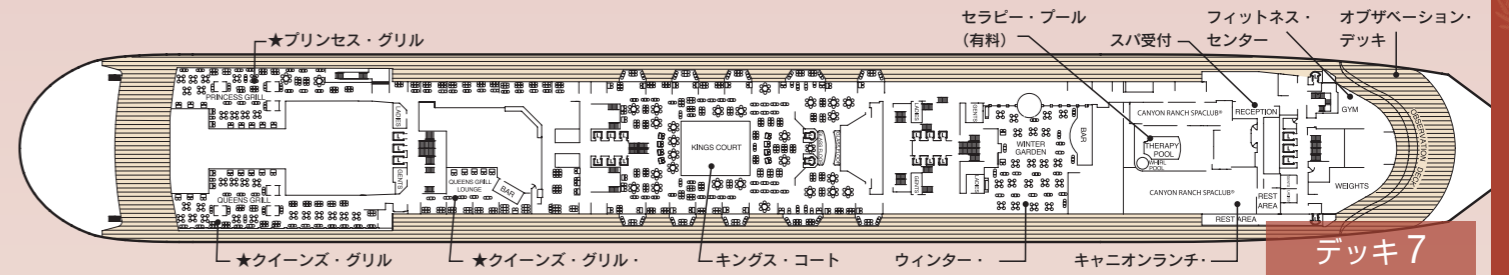 セラピー・プール
（有料）
スパ受付
フィットネス・
センター
オブザベーション・
デッキ
★プリンセス・グリル
PRINCESS GRILL
LADIES
GENTS
QUEENS GRILL
LOUNGE
BAR
QUEENS GRILL
KINGS COURT
LADIES
GENTS
GENTS
LADIES
WINTER
GARDEN
BAR
CANYON RANCH SPACLUB®
THERAPY
POOL
WHIRL
POOL
CANYON RANCH SPACLUB®
RECEPTION
REST
AREA
REST AREA
GYM
WEIGHTS
OBSERVATION DECK
★クイーンズ・グリル
★クイーンズ・グリル・
キングス・コート
ウィンター・
キャニオンランチ・
デッキ 7